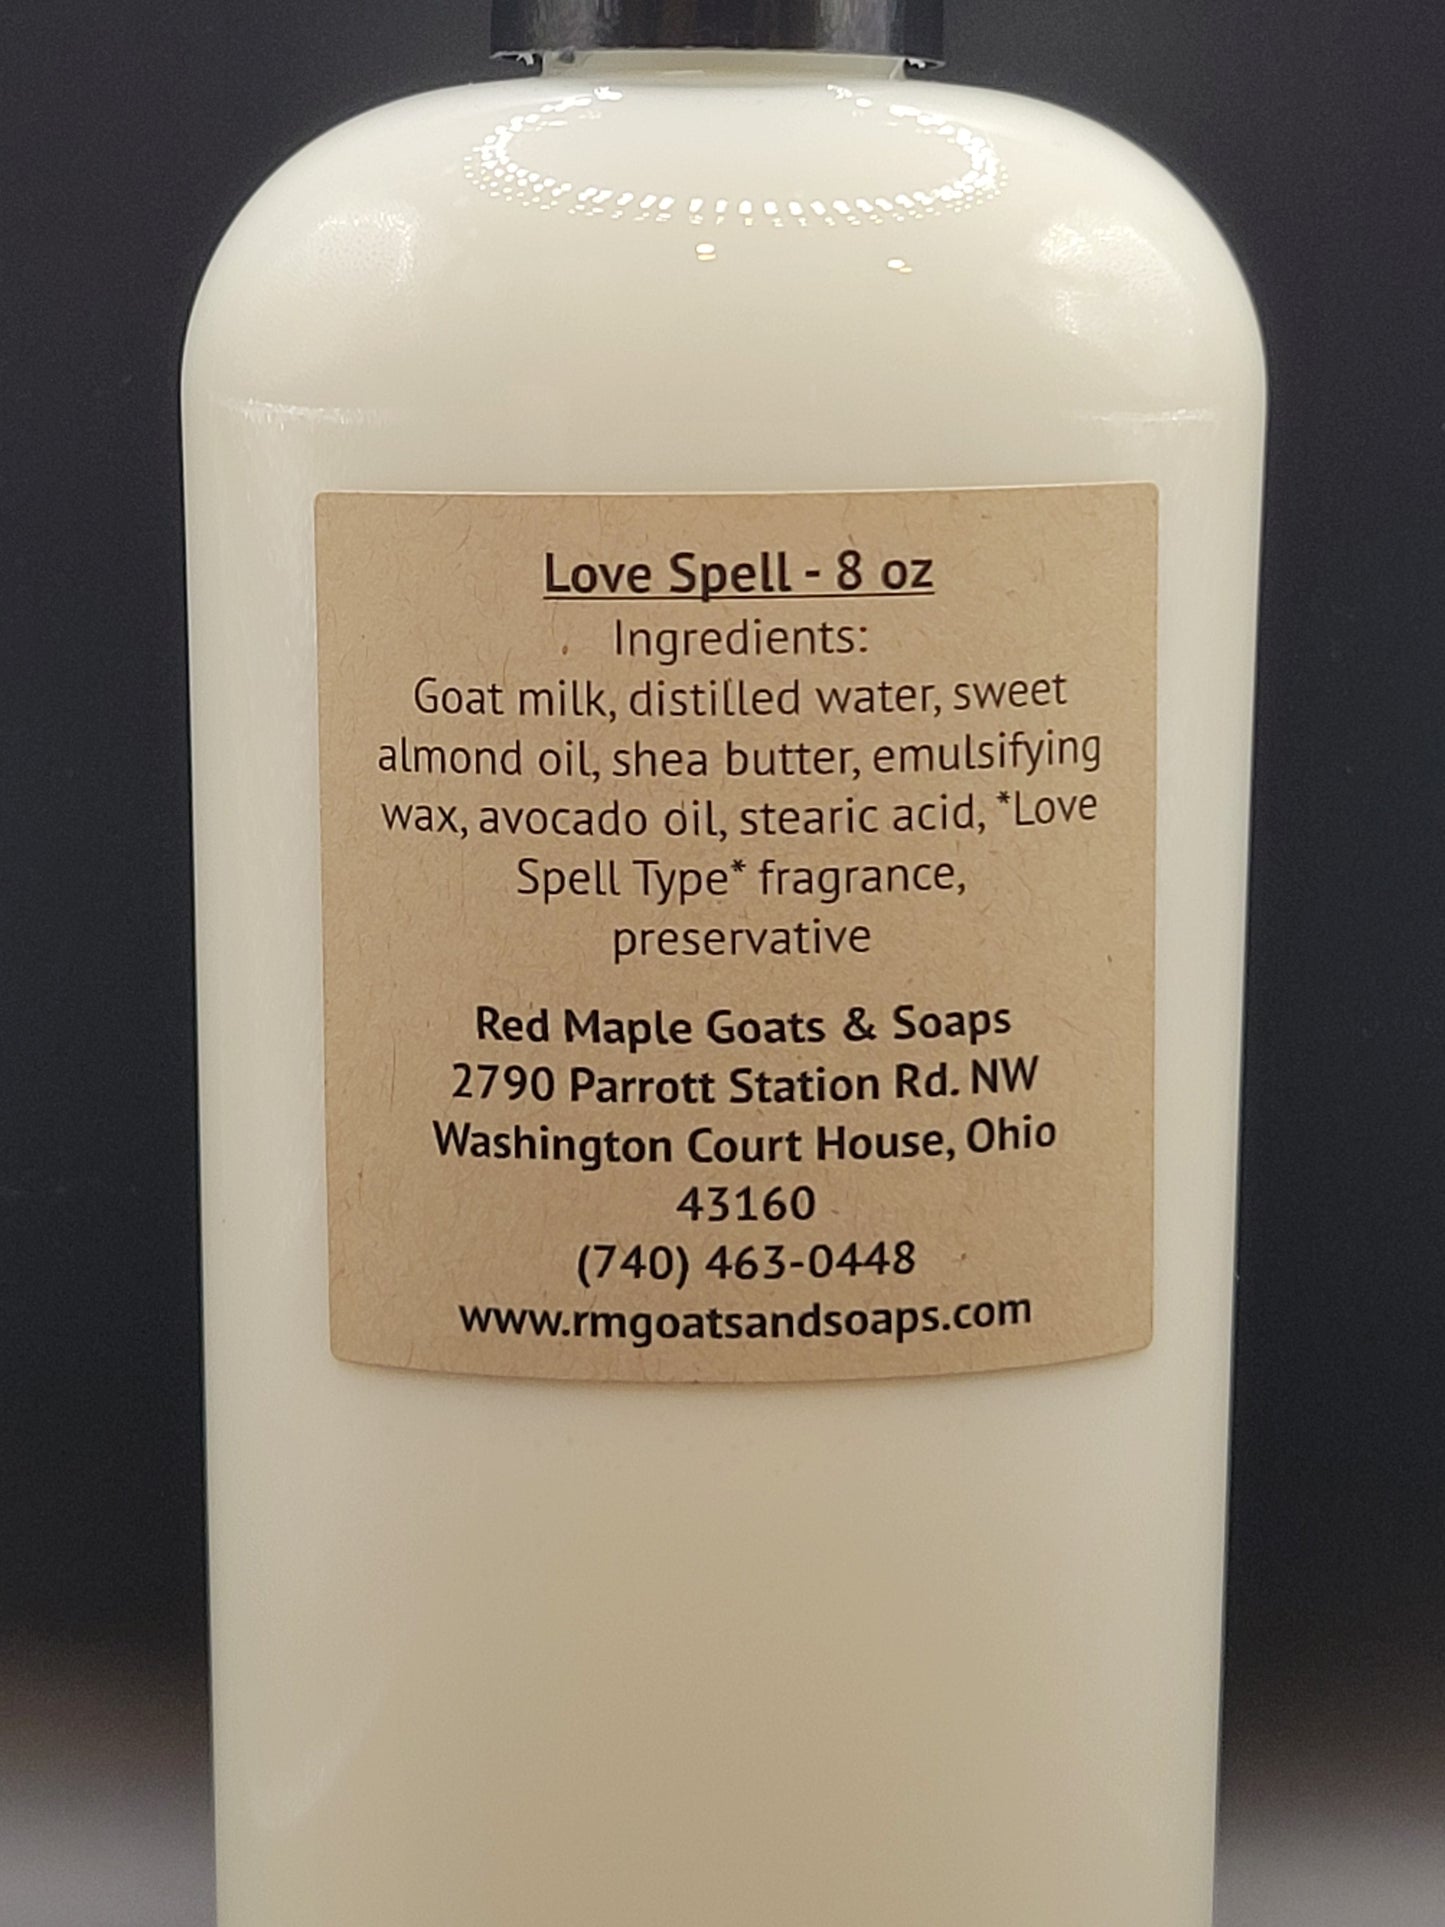 Love Spell - 8 oz
Ingredients:
Goat milk, distilled water, sweet
almond oil, shea butter, emulsifying
wax, avocado oil, stearic acid, *Love
Spell Type* fragrance,
preservative
Red Maple Goats & Soaps
2790 Parrott Station Rd. NW
Washington Court House, Ohio
43160
(740) 463-0448
www.rmgoatsandsoaps.com